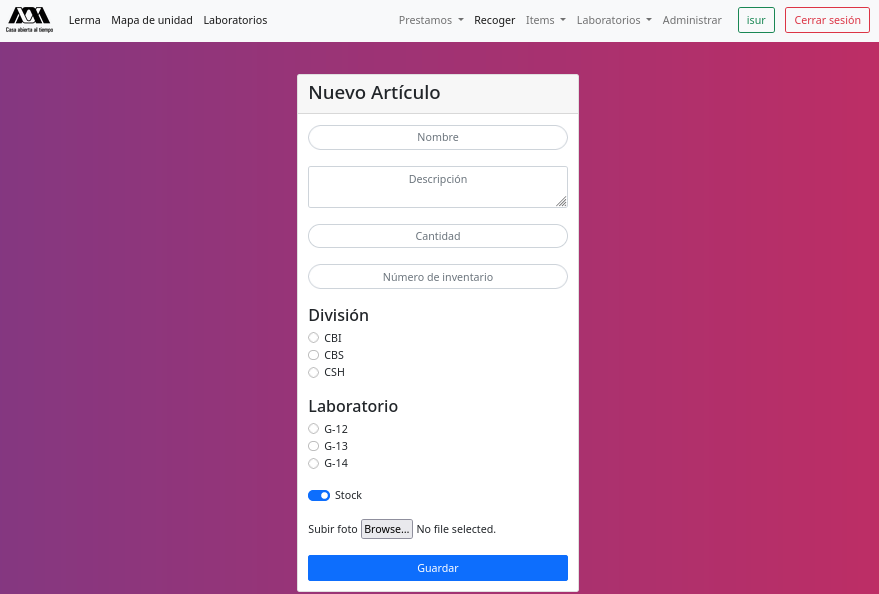 Casa abierta al tiempo
Lerma Mapa de unidad Laboratorios Prestamos Recoger Items Laboratorios Administrar isur Cerrar sesión
Nuevo Artículo
Nombre
Descripción
Cantidad
Número de inventario
División
CBI
CBS
CSH
Laboratorio
G-12
G-13
G-14
Stock
Subir foto Browse... No file selected.
Guardar